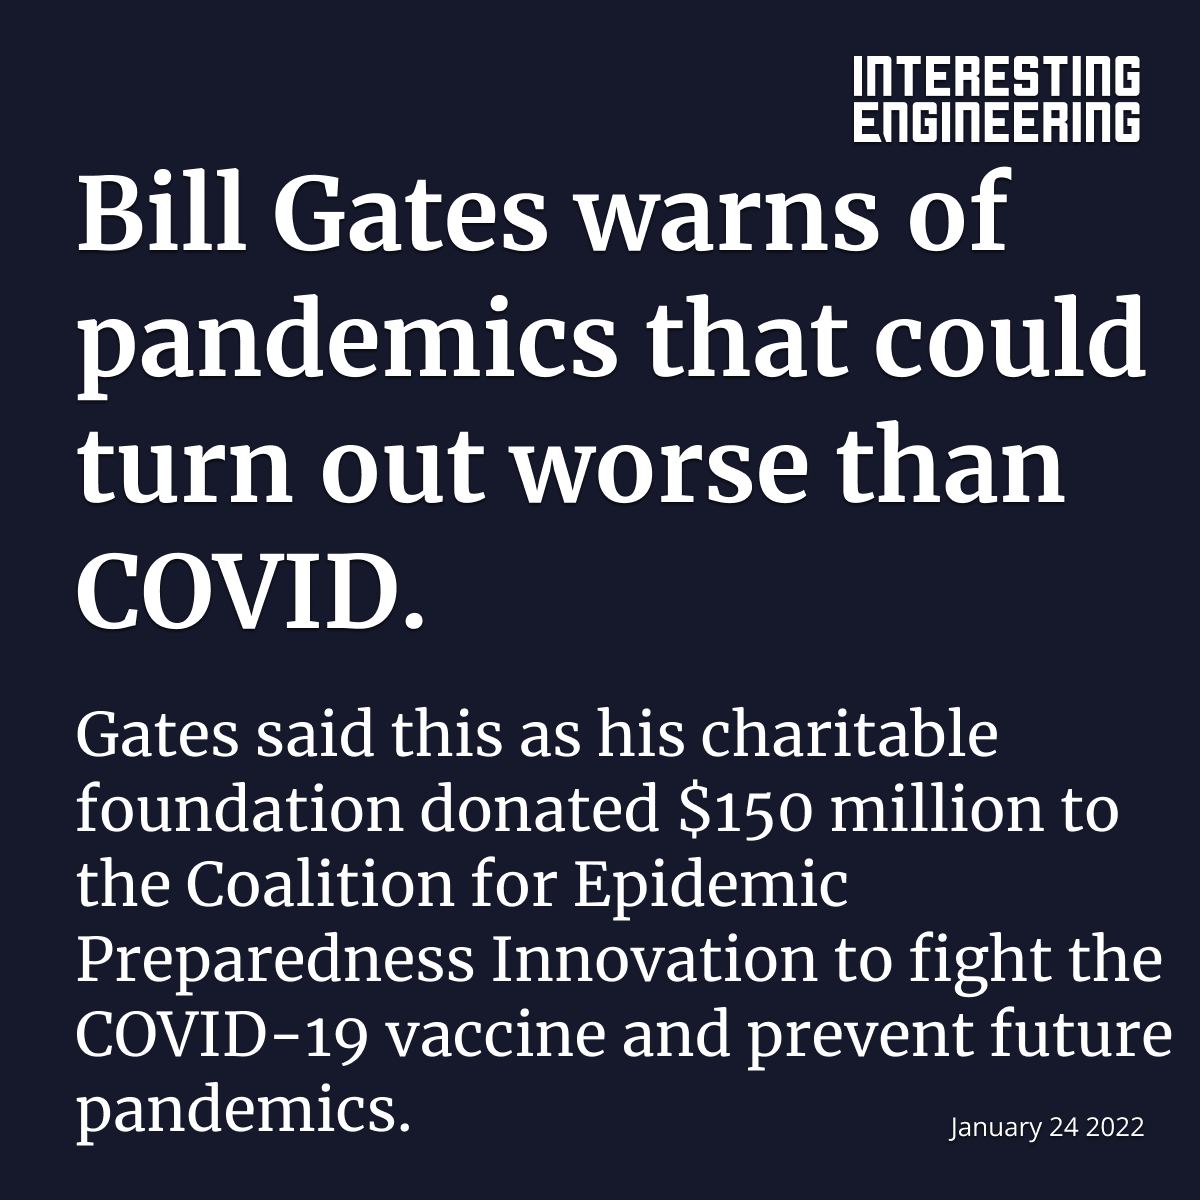 INTERESTING
ENGINEERING
Bill Gates warns of
pandemics that could
turn out worse than
COVID.
Gates said this as his charitable
foundation donated $150 million to
the Coalition for Epidemic
Preparedness Innovation to fight the
COVID-19 vaccine and prevent future
pandemics.
January 24 2022